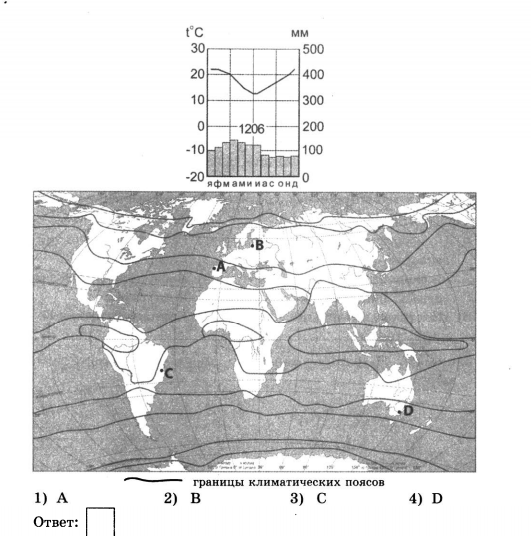 t°C мм
30 500
20 400
10 300
0 1206 200
-10 100
-20 0
я ф м а м и и а с о н д
B
A
C
D
границы климатических поясов
1) A 2) B 3) C 4) D
Ответ: